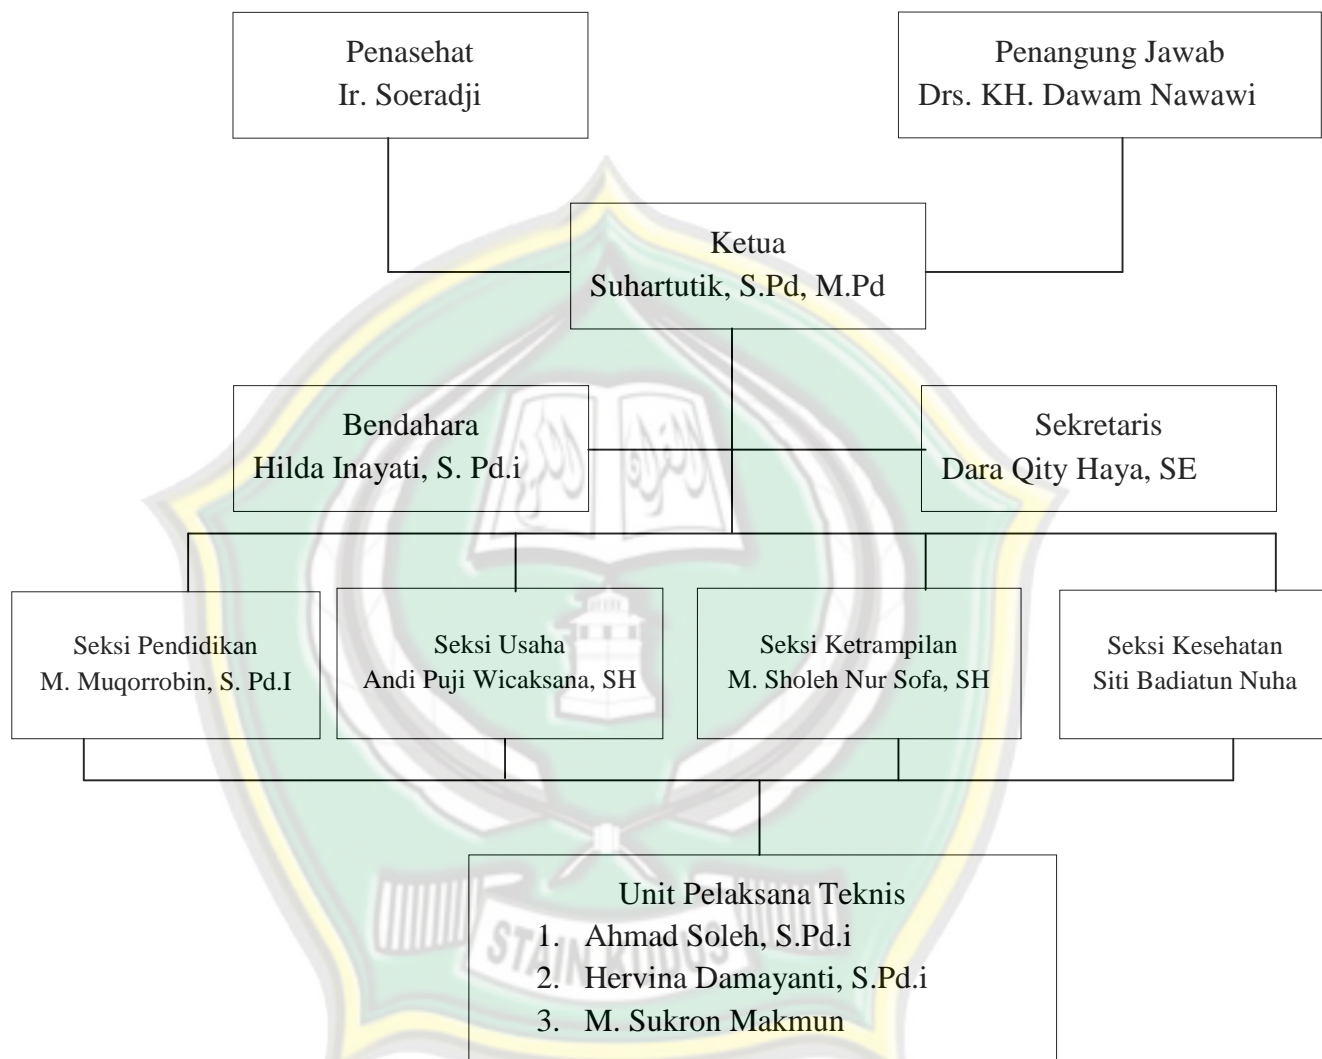 Penasehat
Ir. Soeradji
Penangung Jawab
Drs. KH. Dawam Nawawi
Ketua
Suhartutik, S.Pd, M.Pd
Bendahara
Hilda Inayati, S. Pd.i
Sekretaris
Dara Qity Haya, SE
Seksi Pendidikan
M. Muqorrobin, S. Pd.I
Seksi Usaha
Andi Puji Wicaksana, SH
Seksi Ketrampilan
M. Sholeh Nur Sofa, SH
Seksi Kesehatan
Siti Badiatun Nuha
Unit Pelaksana Teknis
1. Ahmad Soleh, S.Pd.i
2. Hervina Damayanti, S.Pd.i
3. M. Sukron Makmun
STAIN KUDUS